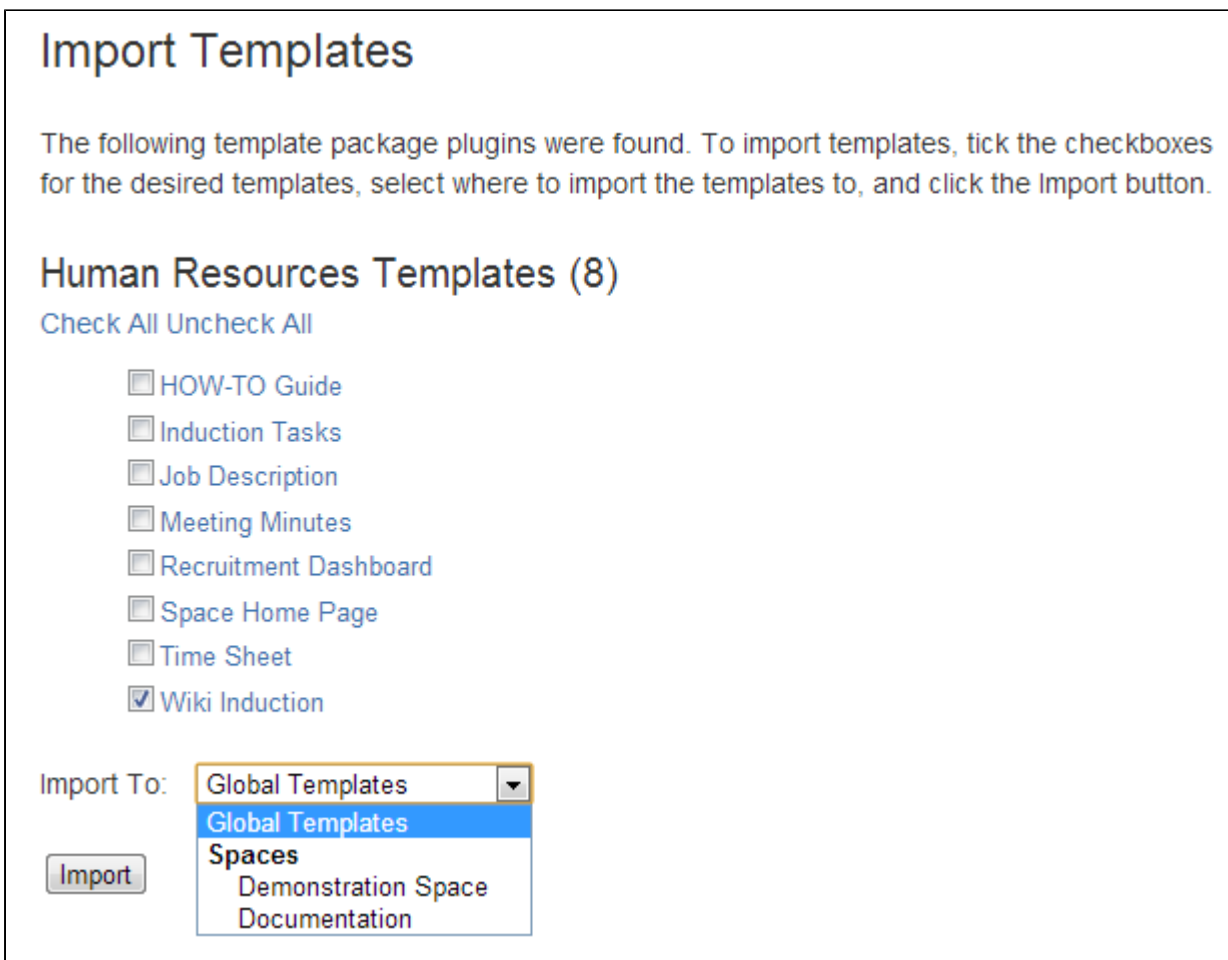 Import Templates
The following template package plugins were found. To import templates, tick the checkboxes
for the desired templates, select where to import the templates to, and click the Import button.
Human Resources Templates (8)
Check All Uncheck All
HOW-TO Guide
Induction Tasks
Job Description
Meeting Minutes
Recruitment Dashboard
Space Home Page
Time Sheet
Wiki Induction
Import To: Global Templates
Global Templates
Spaces
Import
Demonstration Space
Documentation